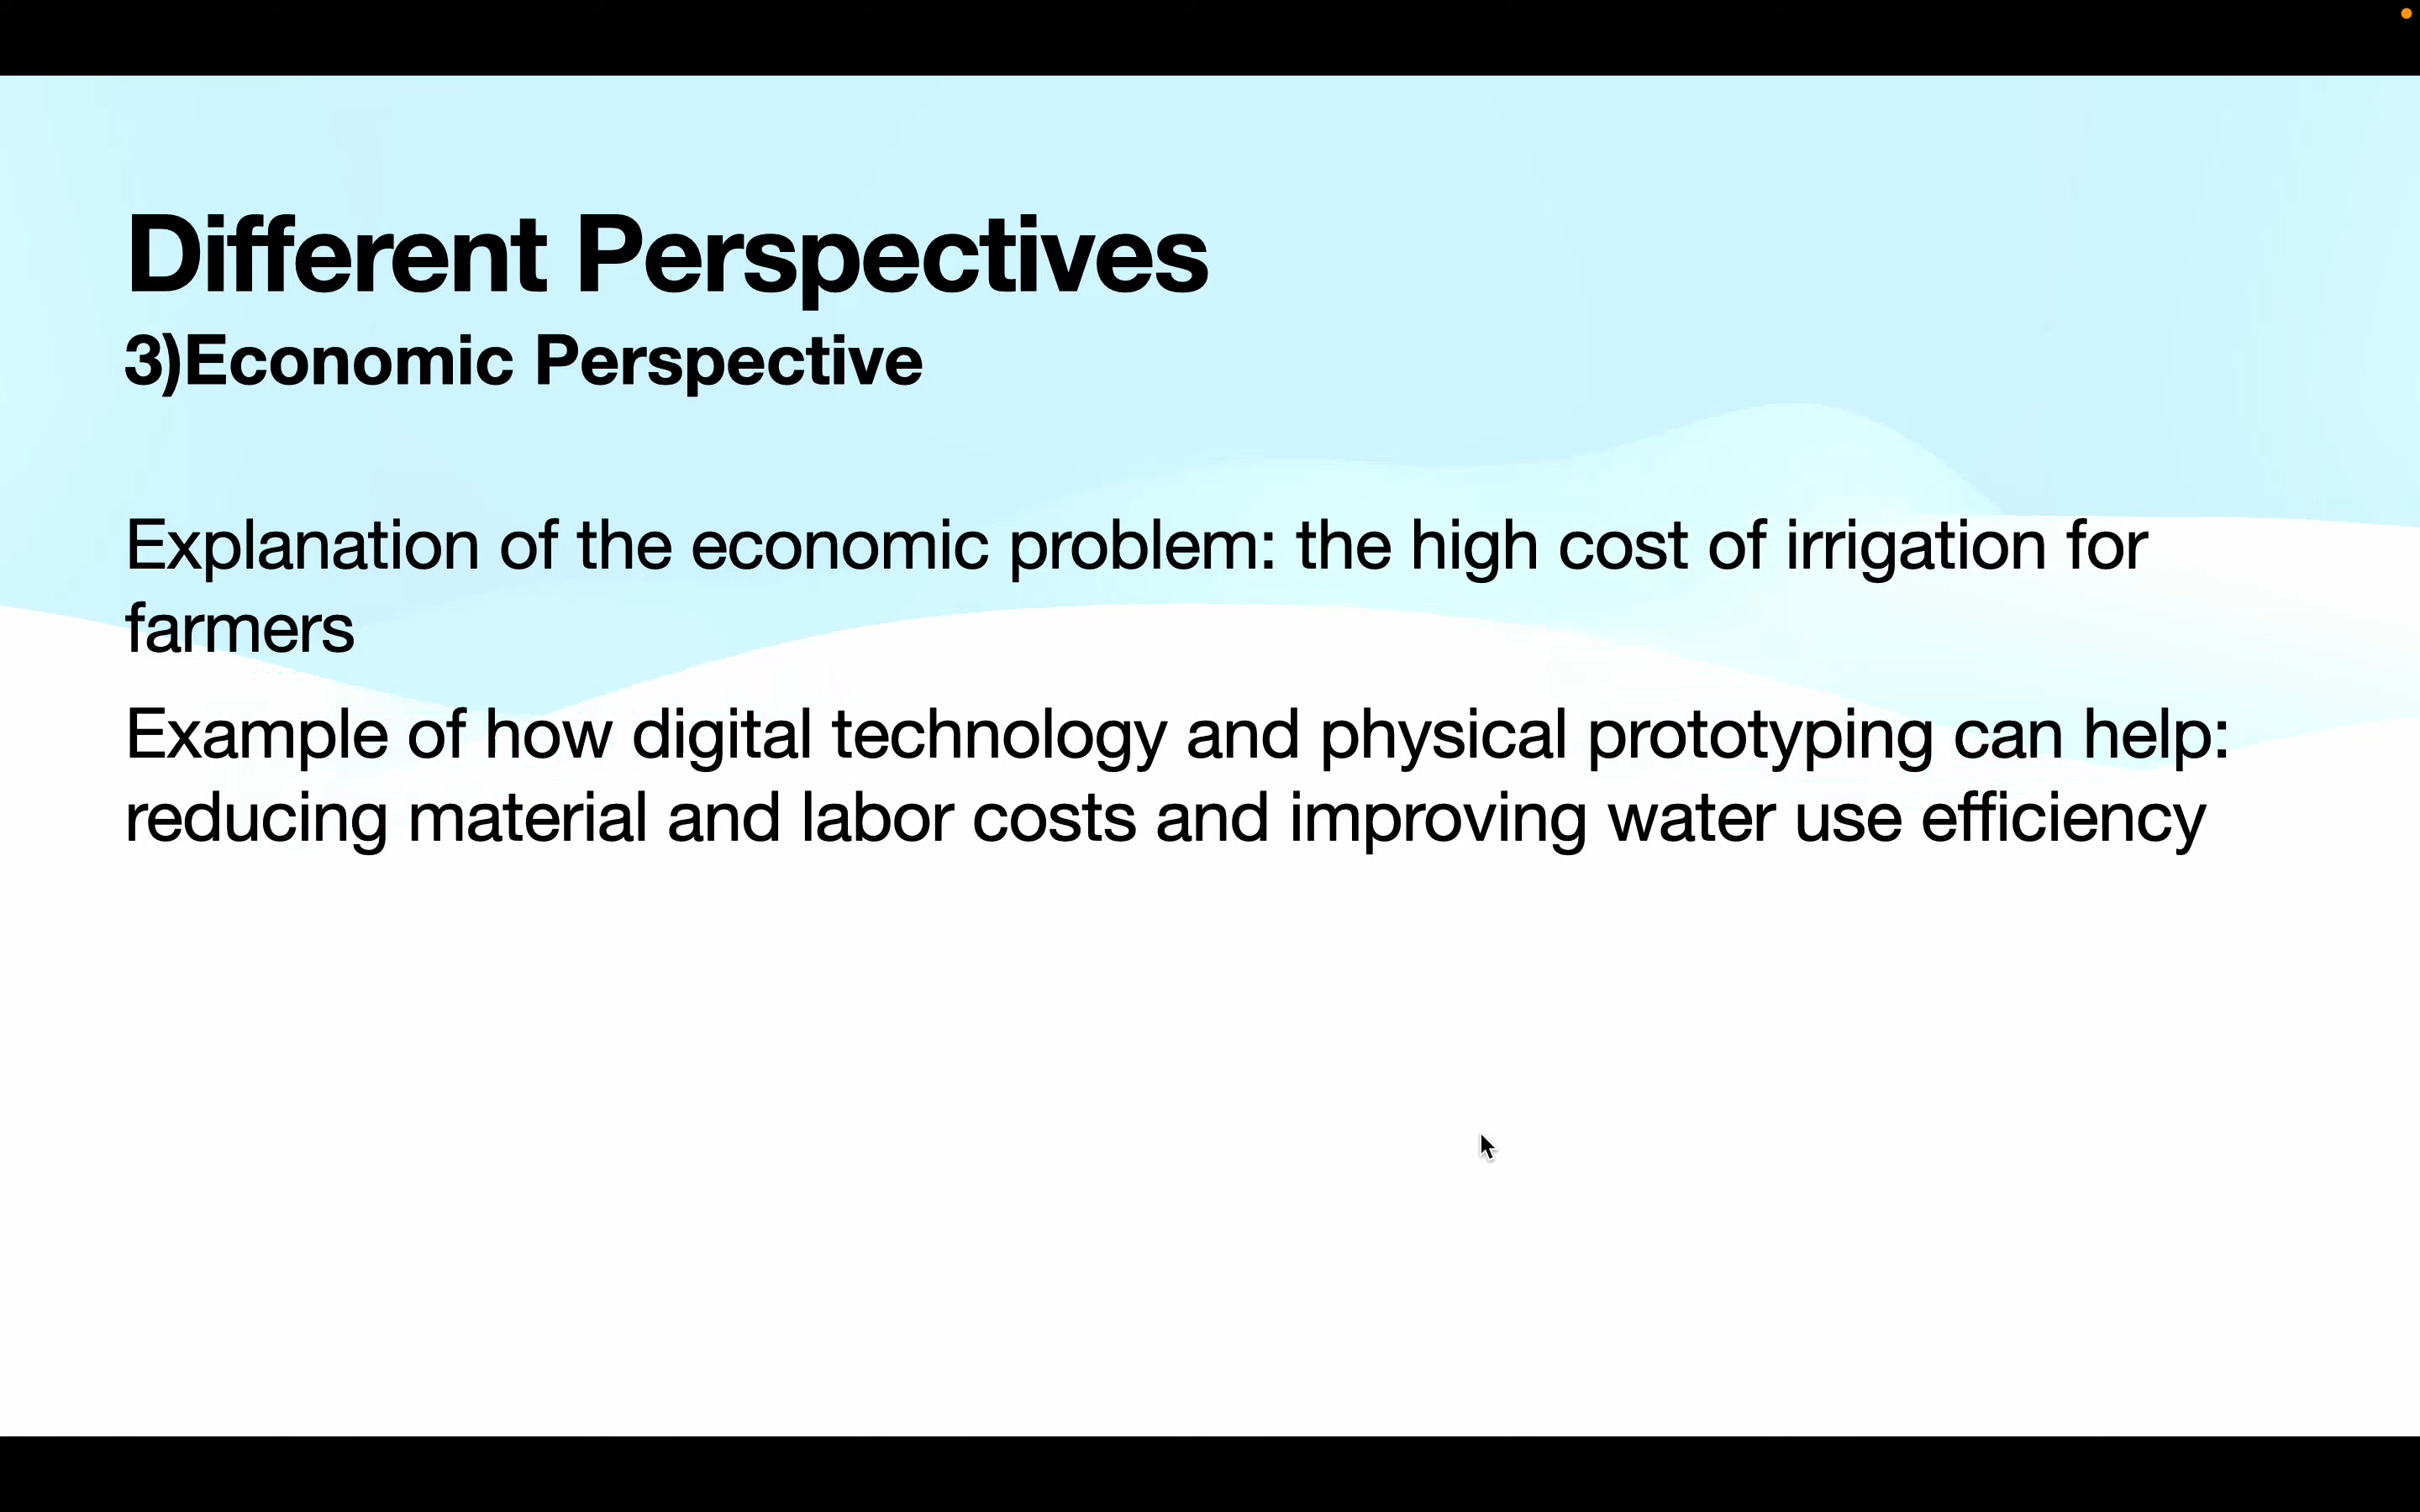 Different Perspectives
3)Economic Perspective
Explanation of the economic problem: the high cost of irrigation for
farmers
Example of how digital technology and physical prototyping can help:
reducing material and labor costs and improving water use efficiency